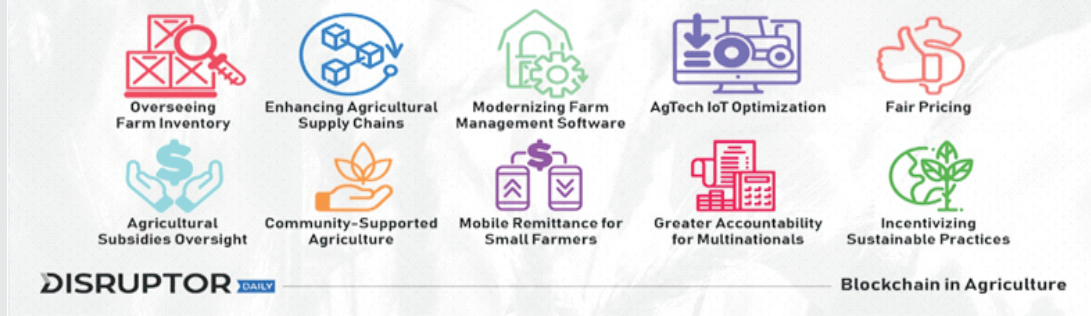 Overseeing
Farm Inventory
Enhancing Agricultural
Supply Chains
Modernizing Farm
Management Software
AgTech IoT Optimization
Fair Pricing
Agricultural
Subsidies Oversight
Community-Supported
Agriculture
Mobile Remittance for
Small Farmers
Greater Accountability
for Multinationals
Incentivizing
Sustainable Practices
DISRUPTOR DAILY
Blockchain in Agriculture